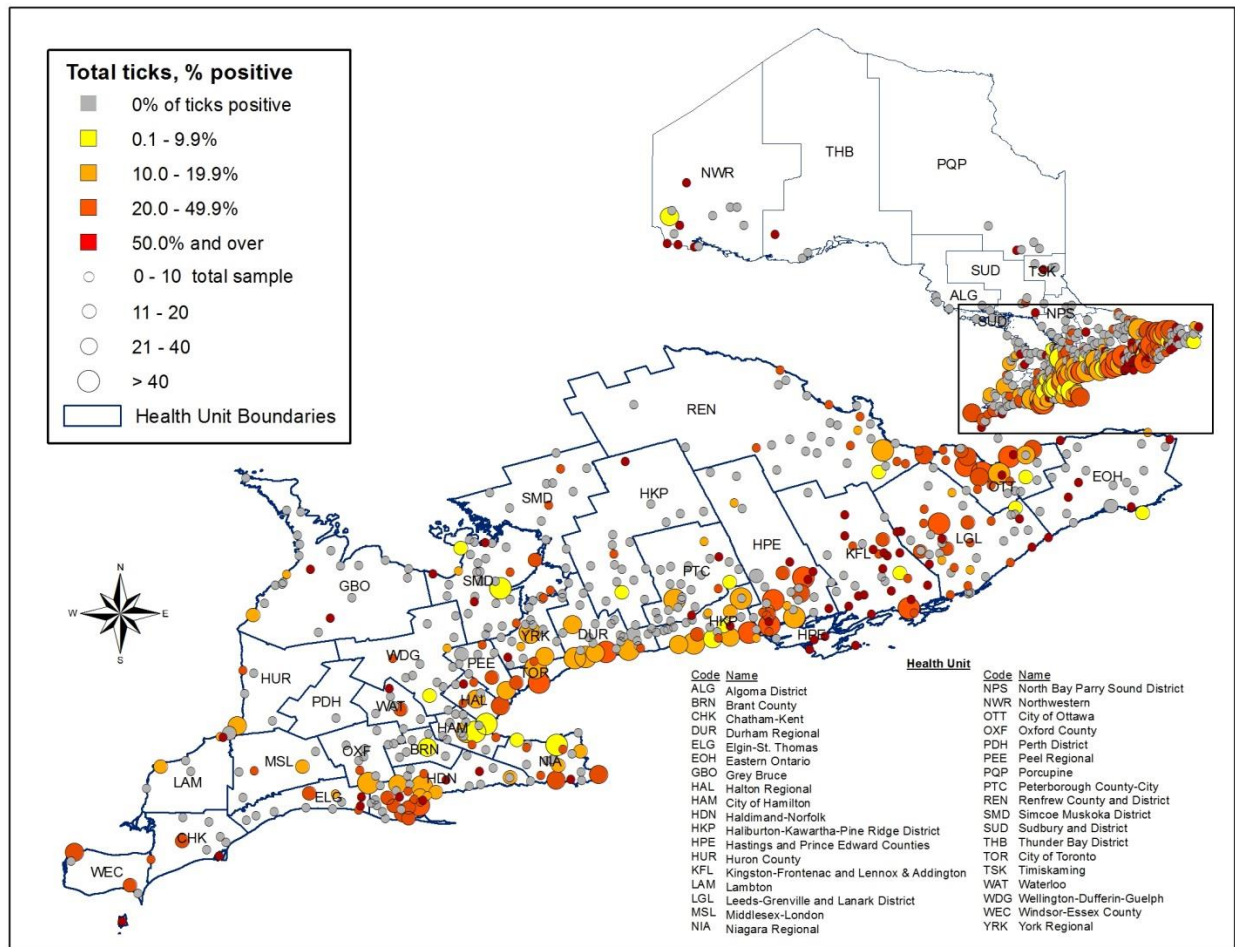 Total ticks, % positive
0% of ticks positive
0.1 - 9.9%
10.0 - 19.9%
20.0 - 49.9%
50.0% and over
0 - 10 total sample
11 - 20
21 - 40
> 40
Health Unit Boundaries
THB
PQP
NWR
SUD
TSK
ALG
SUD
NPS
REN
SMD
HKP
OTT
EOH
HPE
LGL
KFL
PTC
GBO
SMD
YRK
DUR
HKP
HPE
N
W
E
S
WDG
PEE
TOR
HUR
PDH
WAT
HAL
HAM
MSL
OXF
BRN
NIA
LAM
ELG
HDN
CHK
WEC
Health Unit
Code Name
ALG Algoma District
BRN Brant County
CHK Chatham-Kent
DUR Durham Regional
ELG Elgin-St. Thomas
EOH Eastern Ontario
GBO Grey Bruce
HAL Halton Regional
HAM City of Hamilton
HDN Haldimand-Norfolk
HKP Haliburton-Kawartha-Pine Ridge District
HPE Hastings and Prince Edward Counties
HUR Huron County
KFL Kingston-Frontenac and Lennox & Addington
LAM Lambton
LGL Leeds-Grenville and Lanark District
MSL Middlesex-London
NIA Niagara Regional
Code Name
NPS North Bay Parry Sound District
NWR Northwestern
OTT City of Ottawa
OXF Oxford County
PDH Perth District
PEE Peel Regional
PQP Porcupine
PTC Peterborough County-City
REN Renfrew County and District
SMD Simcoe Muskoka District
SUD Sudbury and District
THB Thunder Bay District
TOR City of Toronto
TSK Timiskaming
WAT Waterloo
WDG Wellington-Dufferin-Guelph
WEC Windsor-Essex County
YRK York Regional